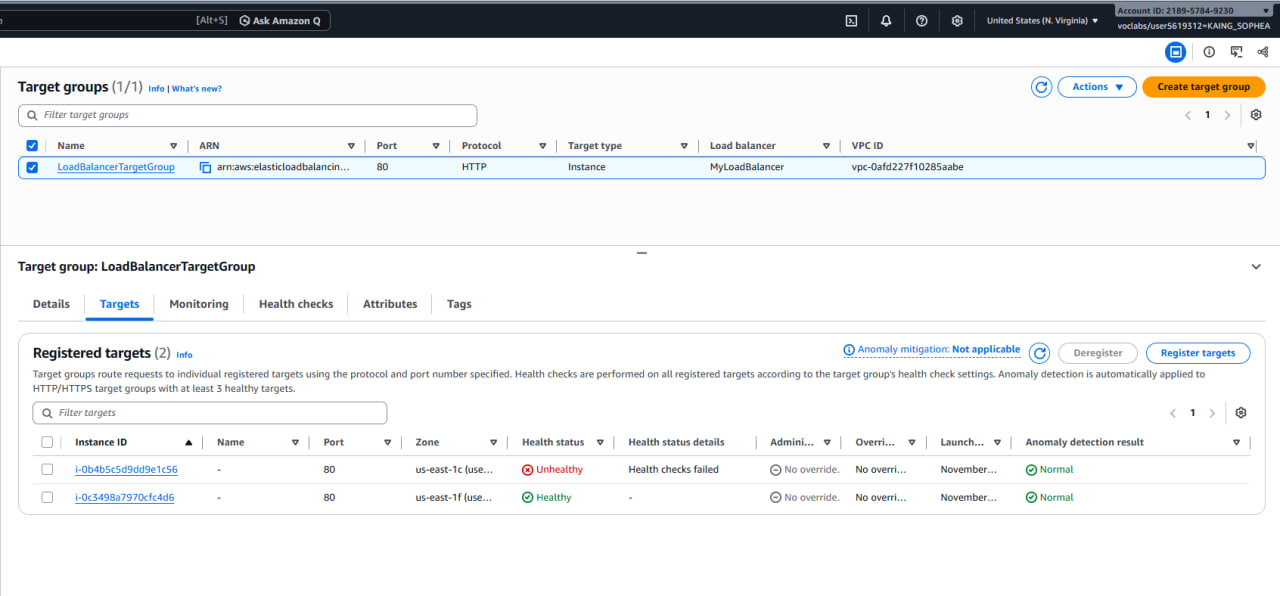 [Alt+S] Ask Amazon Q United States (N. Virginia) ▼ Account ID: 2189-5784-9230
voclabs/user5619312=KAING_SOPHEA
Target groups (1/1) Info | What's new? Actions Create target group
Filter target groups 1
Name ARN Port Protocol Target type Load balancer VPC ID
LoadBalancerTargetGroup arn:aws:elasticloadbalancin... 80 HTTP Instance MyLoadBalancer vpc-0afd227f10285aabe
Target group: LoadBalancerTargetGroup
Details Targets Monitoring Health checks Attributes Tags
Registered targets (2) Info Anomaly mitigation: Not applicable Deregister Register targets
Target groups route requests to individual registered targets using the protocol and port number specified. Health checks are performed on all registered targets according to the target group's health check settings. Anomaly detection is automatically applied to
HTTP/HTTPS target groups with at least 3 healthy targets.
Filter targets 1
Instance ID Name Port Zone Health status Health status details Admini... Overri... Launch... Anomaly detection result
i-0b4b5c5d9dd9e1c56 - 80 us-east-1c (use... Unhealthy Health checks failed No override. No overri... November... Normal
i-0c3498a7970cfc4d6 - 80 us-east-1f (use... Healthy - No override. No overri... November... Normal